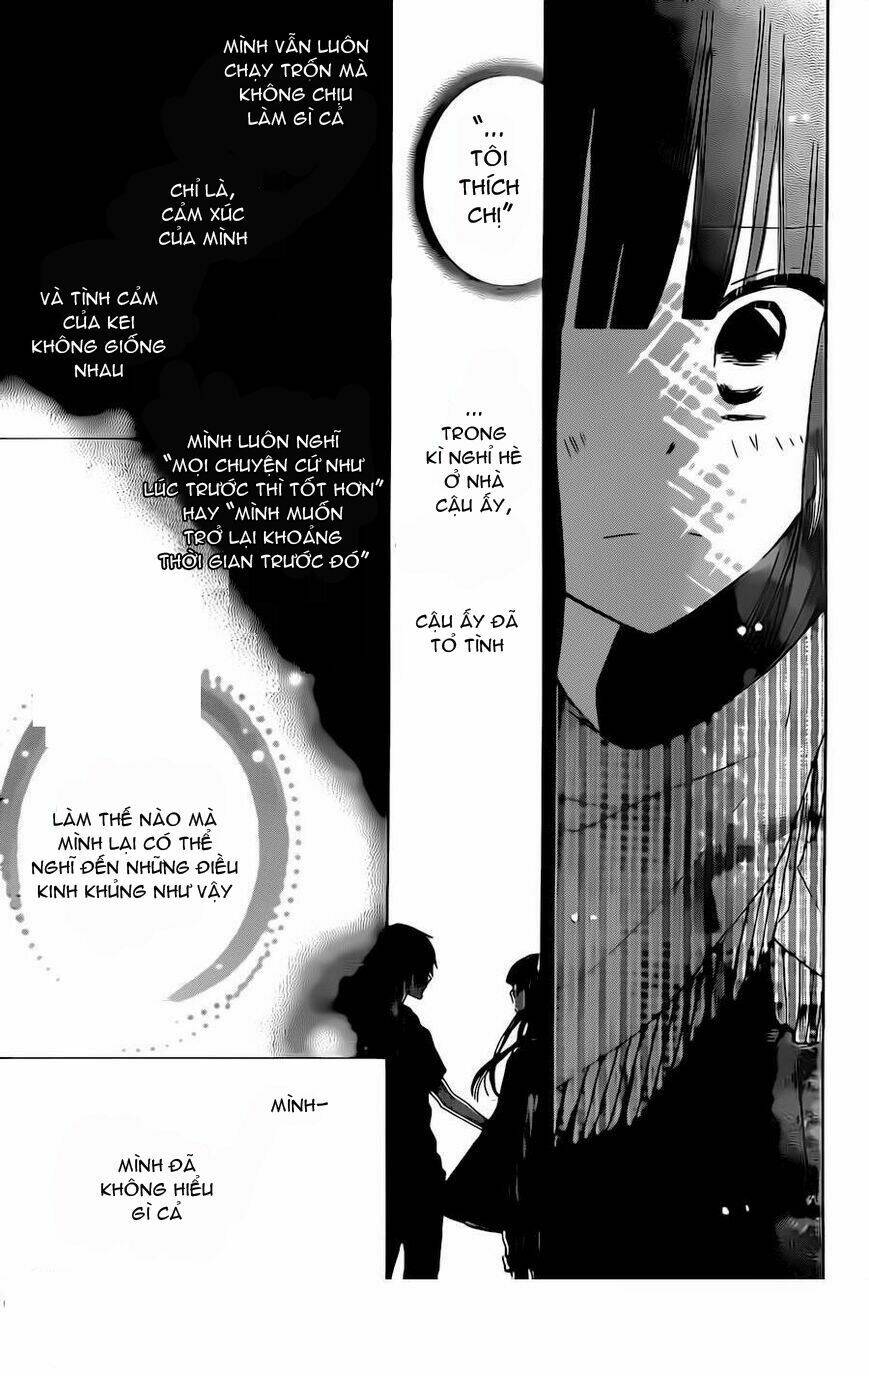 “...
TÔI
THÍCH
CHỊ”
...
TRONG
KÌ NGHỈ HÈ
Ở NHÀ
CẬU ẤY,
CẬU ẤY ĐÃ
TỎ TÌNH
MÌNH VẪN LUÔN
CHẠY TRỐN MÀ
KHÔNG CHỊU
LÀM GÌ CẢ
CHỈ LÀ,
CẢM XÚC
CỦA MÌNH
VÀ TÌNH CẢM
CỦA KEI
KHÔNG GIỐNG
NHAU
MÌNH LUÔN NGHĨ
“MỌI CHUYỆN CỨ NHƯ
LÚC TRƯỚC THÌ TỐT HƠN”
HAY “MÌNH MUỐN
TRỞ LẠI KHOẢNG
THỜI GIAN TRƯỚC ĐÓ”
LÀM THẾ NÀO MÀ
MÌNH LẠI CÓ THỂ
NGHĨ ĐẾN NHỮNG ĐIỀU
KINH KHỦNG NHƯ VẬY
MÌNH-
MÌNH ĐÃ
KHÔNG HIỂU
GÌ CẢ